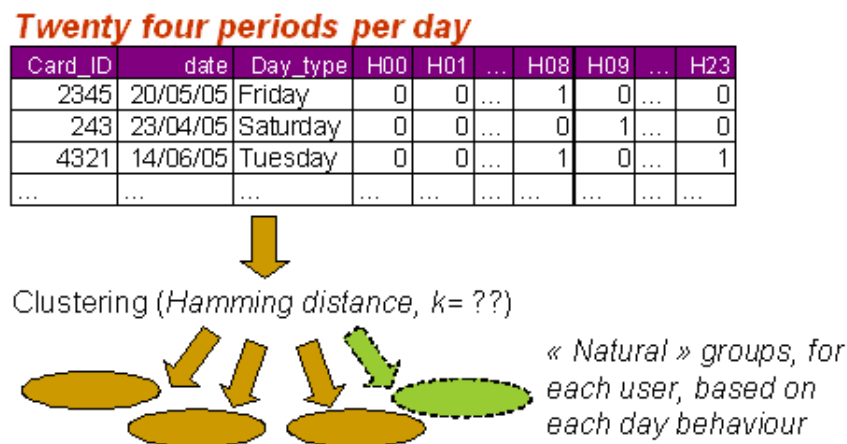 Twenty four periods per day
Card_ID date Day_type H00 H01 ... H08 H09 ... H23
2345 20/05/05 Friday 0 0 ... 1 0 ... 0
243 23/04/05 Saturday 0 0 ... 0 1 ... 0
4321 14/06/05 Tuesday 0 0 ... 1 0 ... 1
... ... ... ... ... ... ... ... ... ...
Clustering (Hamming distance, k= ??)
« Natural » groups, for
each user, based on
each day behaviour